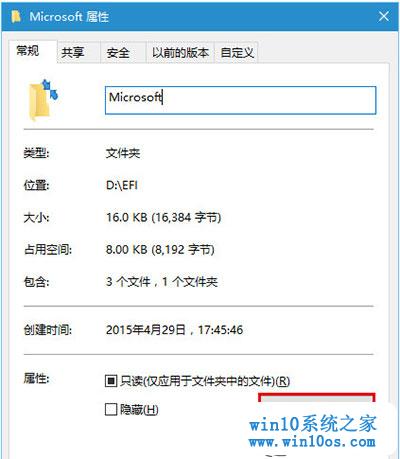 Microsoft 属性
常规 共享 安全 以前的版本 自定义
Microsoft
类型: 文件夹
位置: D:\EFI
大小: 16.0 KB (16,384 字节)
占用空间: 8.00 KB (8,192 字节)
包含: 3 个文件，1 个文件夹
创建时间: 2015年4月29日，17:45:46
属性: 只读(仅应用于文件夹中的文件)(R)
隐藏(H)
win10系统之家
www.win10os.com